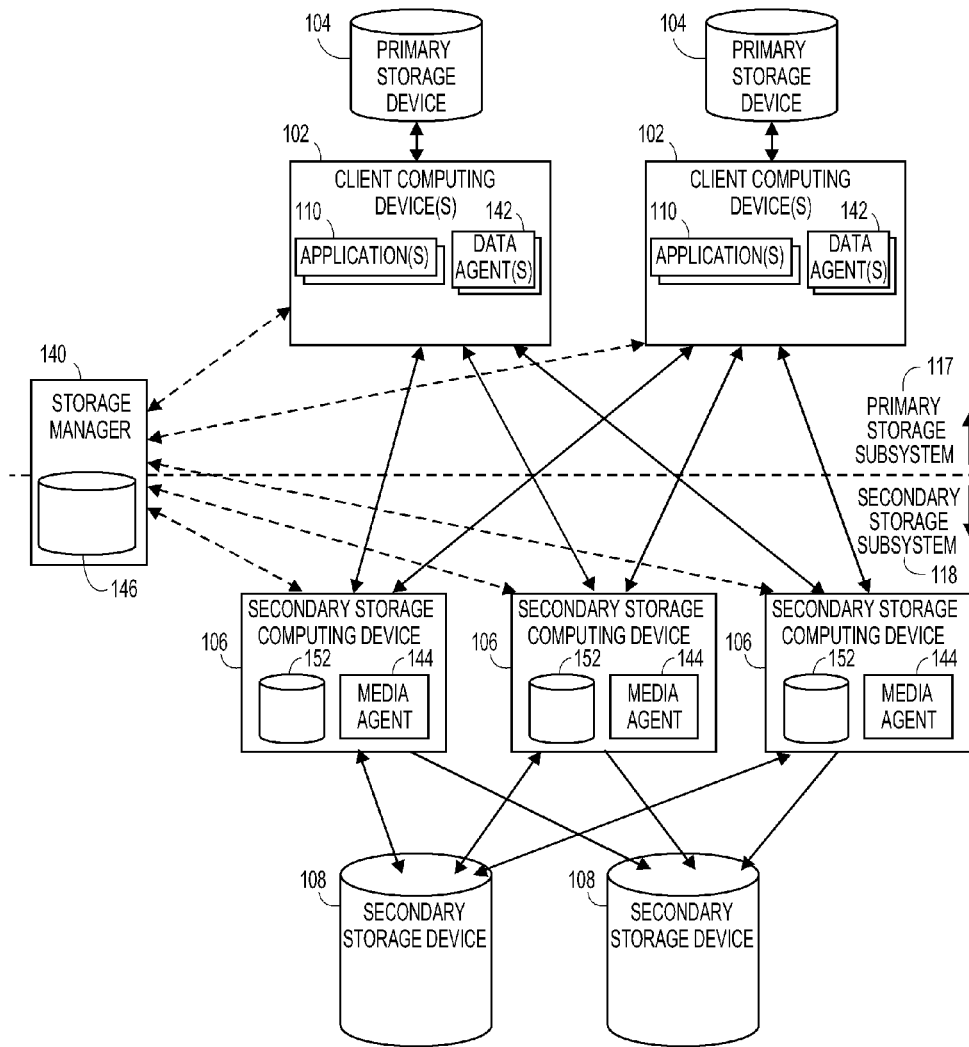 104
PRIMARY
STORAGE
DEVICE
104
PRIMARY
STORAGE
DEVICE
102
CLIENT COMPUTING
DEVICE(S)
110
142
APPLICATION(S)
DATA
AGENT(S)
102
CLIENT COMPUTING
DEVICE(S)
110
142
APPLICATION(S)
DATA
AGENT(S)
140
STORAGE
MANAGER
146
117
PRIMARY
STORAGE
SUBSYSTEM
SECONDARY
STORAGE
SUBSYSTEM
118
SECONDARY STORAGE
COMPUTING DEVICE
106
152
144
MEDIA
AGENT
SECONDARY STORAGE
COMPUTING DEVICE
106
152
144
MEDIA
AGENT
SECONDARY STORAGE
COMPUTING DEVICE
106
152
144
MEDIA
AGENT
108
SECONDARY
STORAGE DEVICE
108
SECONDARY
STORAGE DEVICE